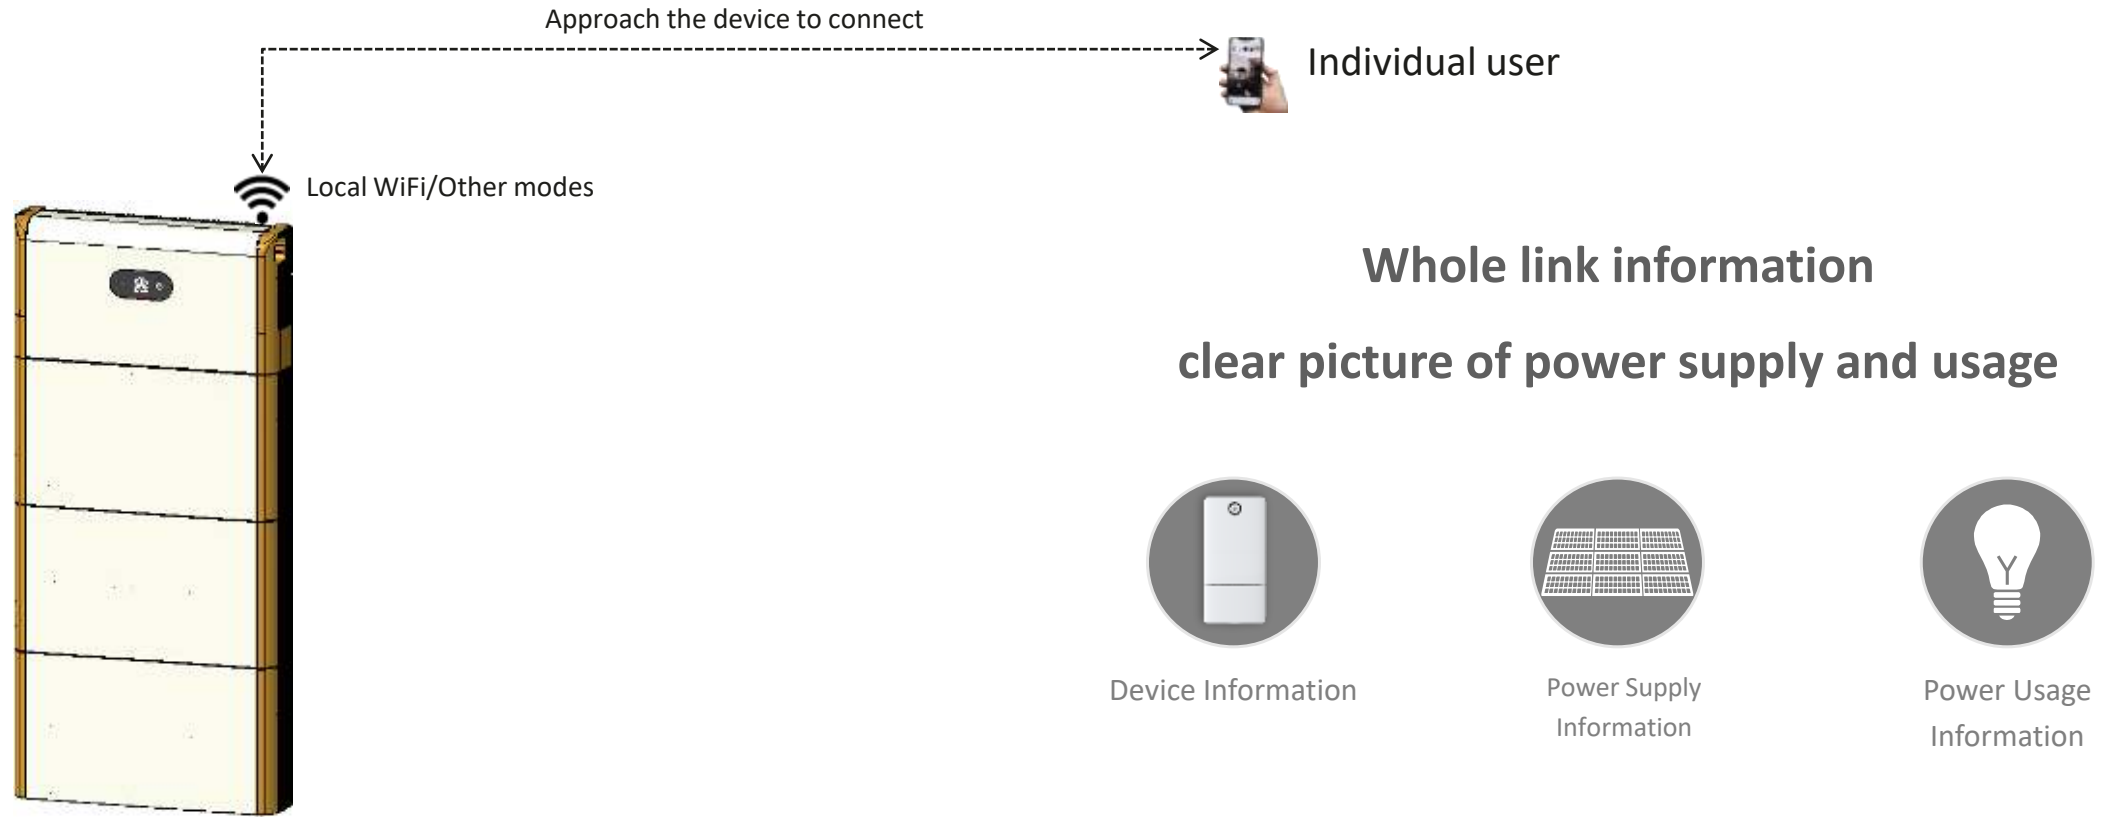 Approach the device to connect
Individual user
Local WiFi/Other modes
Whole link information
clear picture of power supply and usage
Device Information
Power Supply
Information
Power Usage
Information